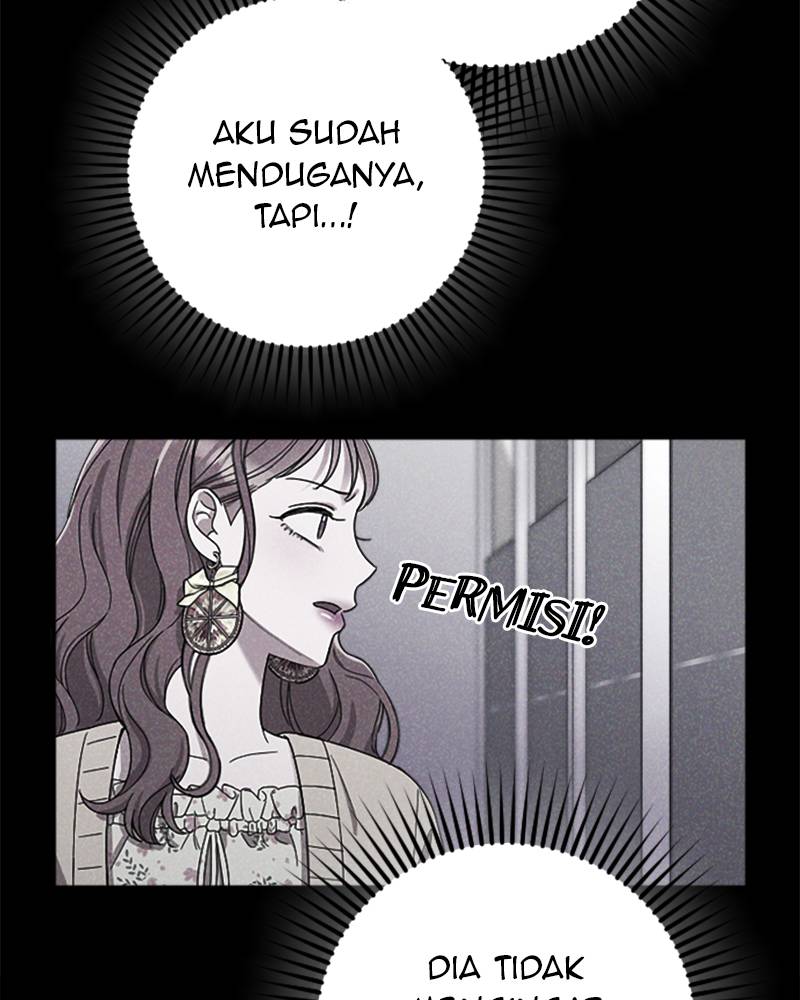 AKU SUDAH
MENDUGANYA,
TAPI...!
PERMISI!
DIA TIDAK